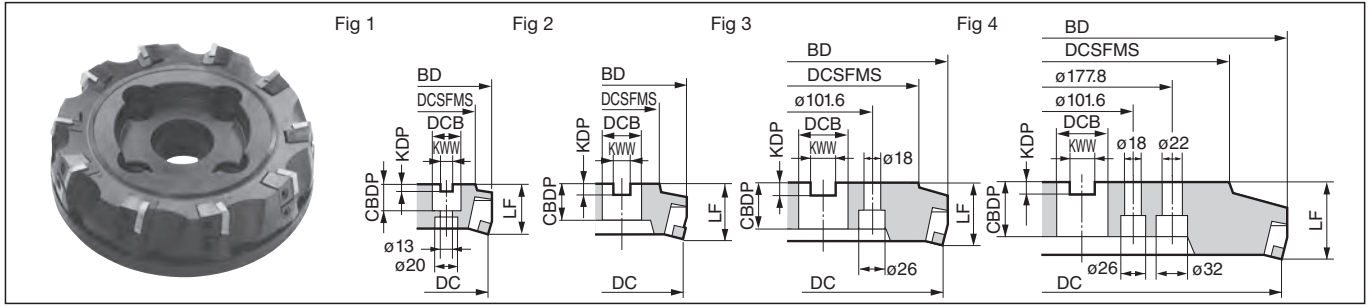 Fig 1
BD
DCSFMS
DCB
KWW
KDP
CBDP
LF
ø13
ø20
DC
Fig 2
BD
DCSFMS
DCB
KWW
KDP
CBDP
LF
DC
Fig 3
BD
DCSFMS
ø101.6
DCB
KWW
ø18
KDP
CBDP
LF
ø26
DC
Fig 4
BD
DCSFMS
ø177.8
ø101.6
DCB
KWW
ø18
ø22
KDP
CBDP
LF
ø26
ø32
DC